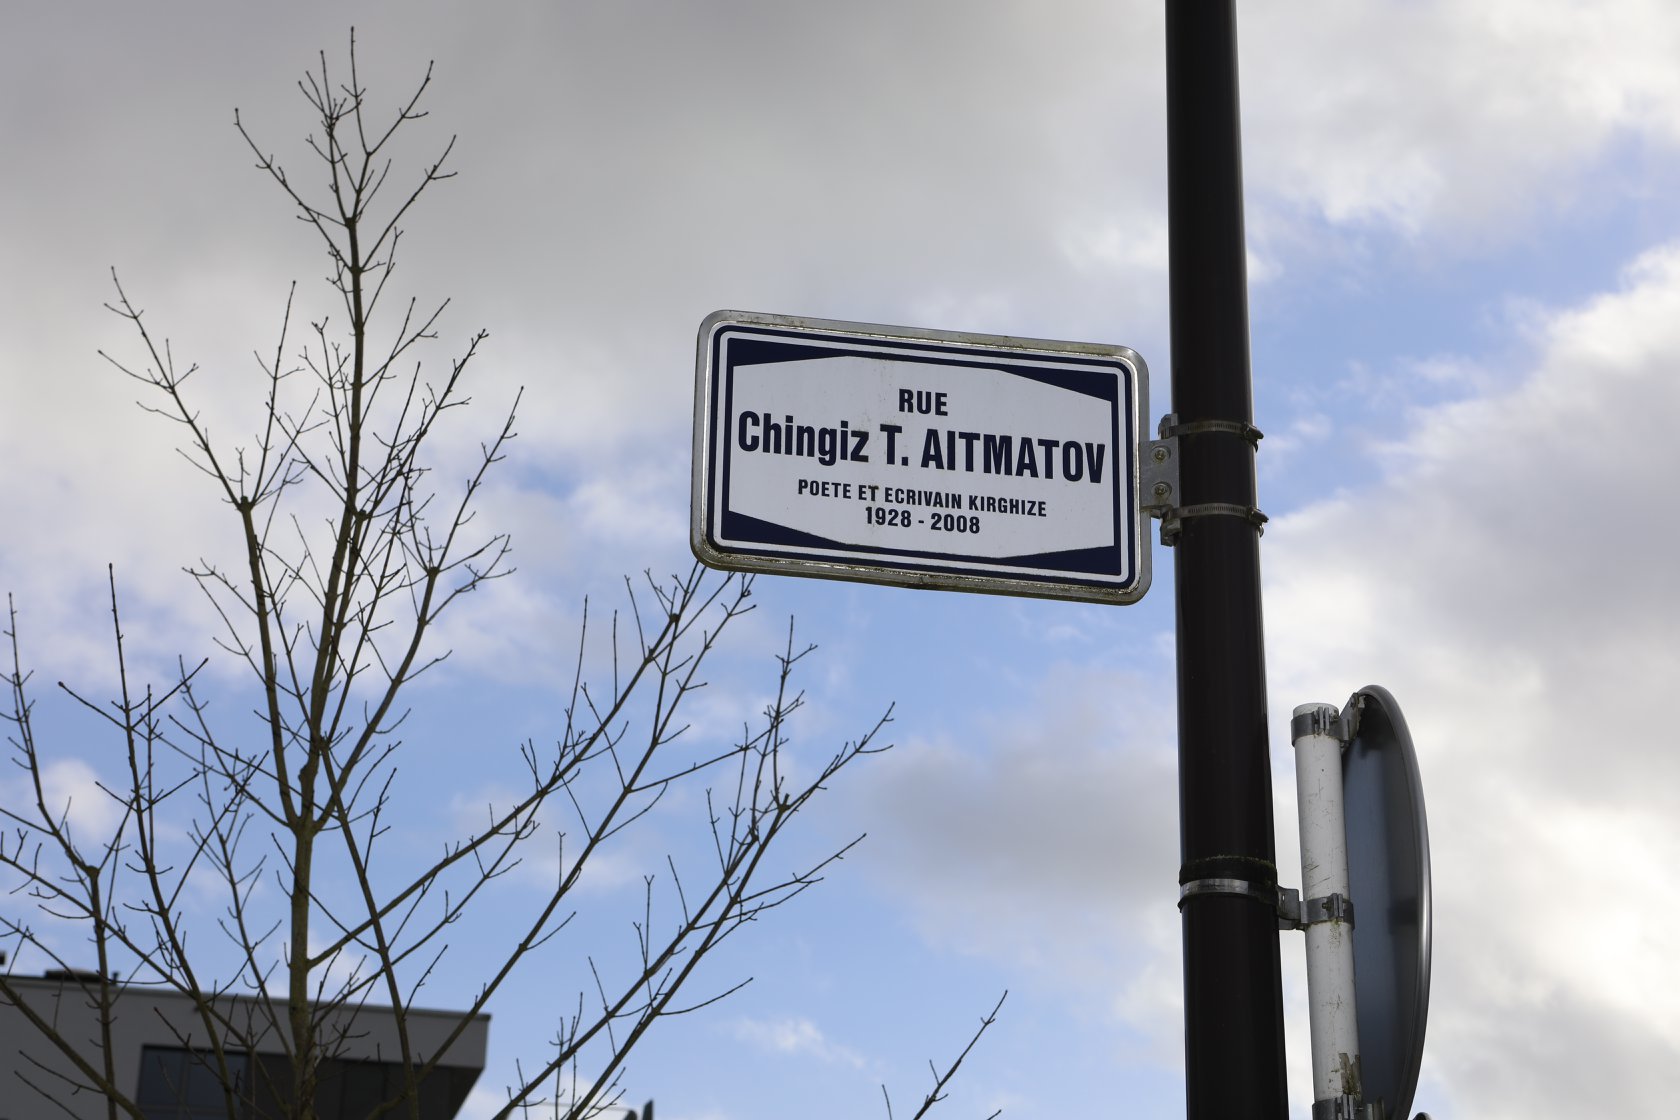 RUE
Chingiz T. AITMATOV
POETE ET ECRIVAIN KIRGHIZE
1928 - 2008